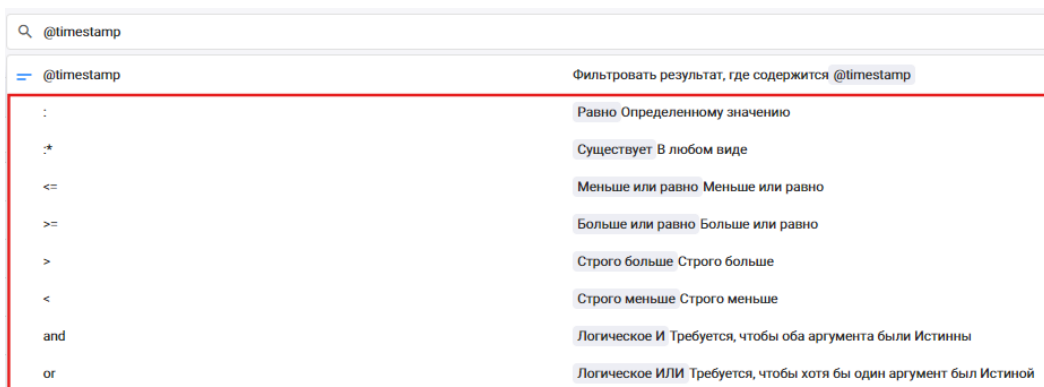 @timestamp
@timestamp Фильтровать результат, где содержится @timestamp
: Равно Определенному значению
:* Существует В любом виде
<= Меньше или равно Меньше или равно
>= Больше или равно Больше или равно
> Строго больше Строго больше
< Строго меньше Строго меньше
and Логическое И Требуется, чтобы оба аргумента были Истинны
or Логическое ИЛИ Требуется, чтобы хотя бы один аргумент был Истиной